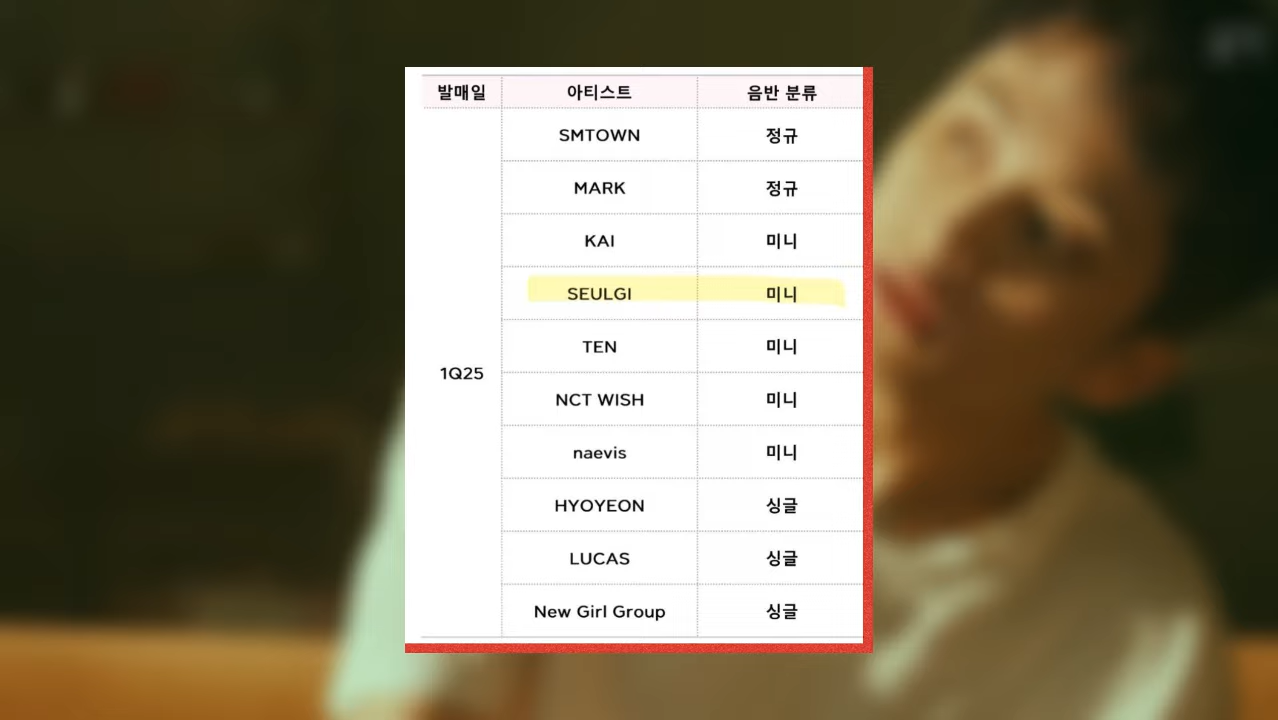 발매일 아티스트 음반 분류
SMTOWN 정규
MARK 정규
KAI 미니
SEULGI 미니
TEN 미니
1Q25
NCT WISH 미니
naevis 미니
HYOYEON 싱글
LUCAS 싱글
New Girl Group 싱글